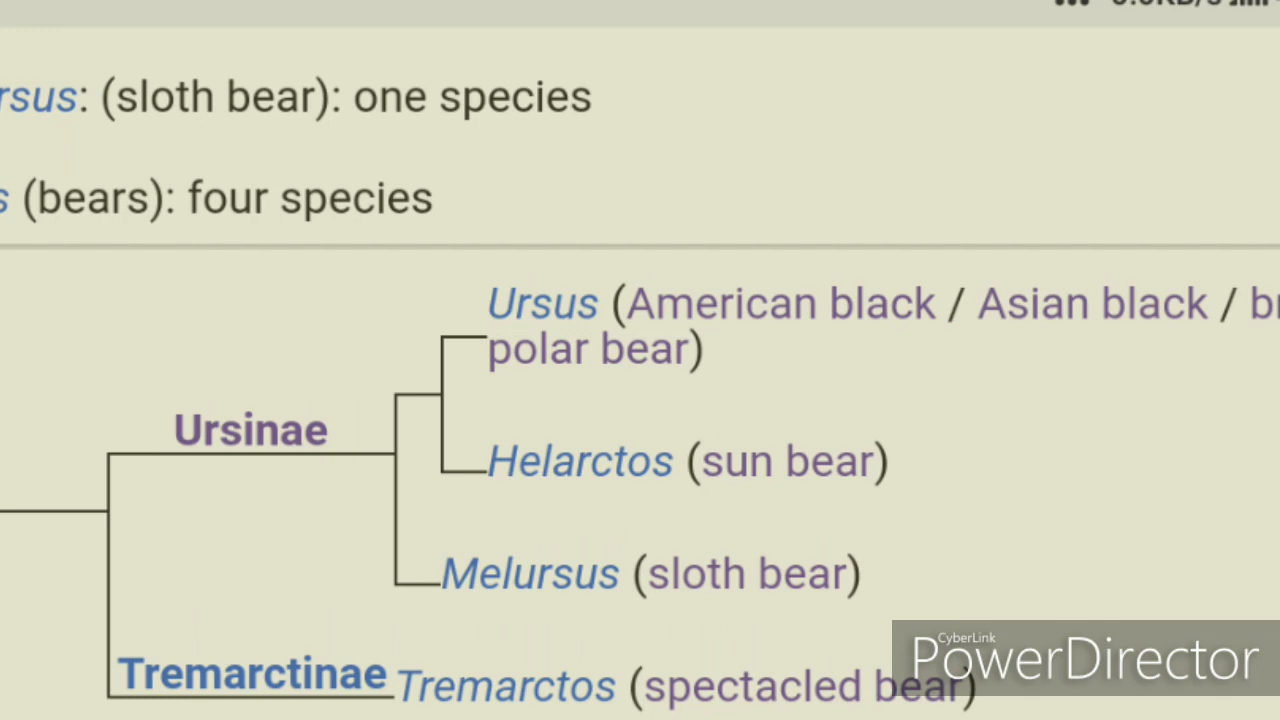 rsus: (sloth bear): one species
s (bears): four species
Ursus (American black / Asian black / br
polar bear)
Ursinae
Helarctos (sun bear)
Melursus (sloth bear)
Tremarctinae Tremarctos (spectacled bear)
CyberLink
PowerDirector